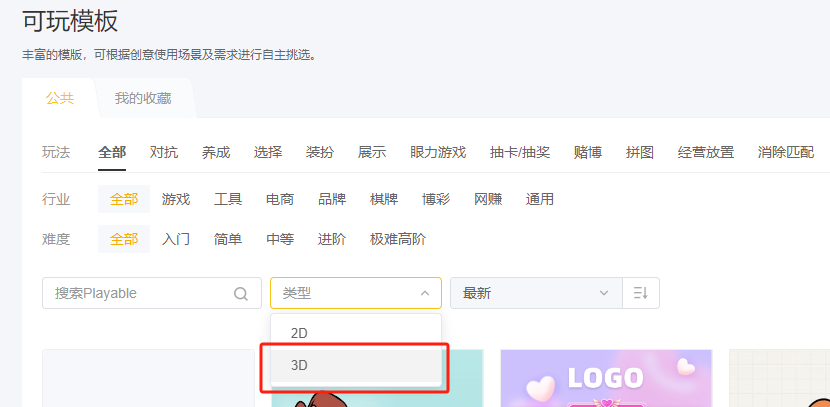 可玩模板
丰富的模版，可根据创意使用场景及需求进行自主挑选。
公共 我的收藏
玩法 全部 对抗 养成 选择 装扮 展示 眼力游戏 抽卡/抽奖 赌博 拼图 经营放置 消除匹配
行业 全部 游戏 工具 电商 品牌 棋牌 博彩 网赚 通用
难度 全部 入门 简单 中等 进阶 极难高阶
搜索Playable 类型 最新
2D
3D
LOGO